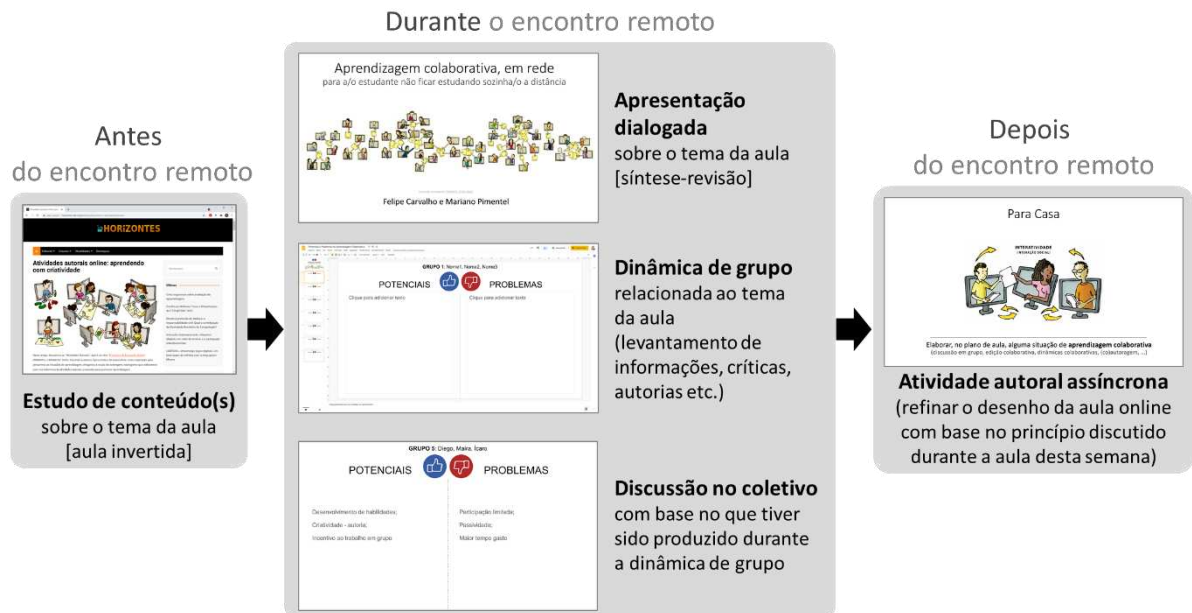 Antes
do encontro remoto
HORIZONTES
Atividades autorais online: aprendendo
com criatividade
Estudo de conteúdo(s)
sobre o tema da aula
[aula invertida]
Durante o encontro remoto
Aprendizagem colaborativa, em rede
para a/o estudante não ficar estudando sozinha/o a distância
Felipe Carvalho e Mariano Pimentel
Apresentação
dialogada
sobre o tema da aula
[síntese-revisão]
GRUPO 1: Nome1, Nome2, Nome3
POTENCIAIS PROBLEMAS
Clique para adicionar texto Clique para adicionar texto
Dinâmica de grupo
relacionada ao tema
da aula
(levantamento de
informações, críticas,
autorias etc.)
GRUPO 5: Diego, Maíra, Ícaro
POTENCIAIS PROBLEMAS
Desenvolvimento de habilidades; Participação limitada;
Criatividade - autoria; Passividade;
Incentivo ao trabalho em grupo Maior tempo gasto
Discussão no coletivo
com base no que tiver
sido produzido durante
a dinâmica de grupo
Depois
do encontro remoto
Para Casa
INTERATIVIDADE
INTERAÇÃO SOCIAL
Elaborar, no plano de aula, alguma situação de aprendizagem colaborativa
(discussão em grupo, edição colaborativa, dinâmicas colaborativas, (co)autoragem, ...)
Atividade autoral assíncrona
(refinar o desenho da aula online
com base no princípio discutido
durante a aula desta semana)